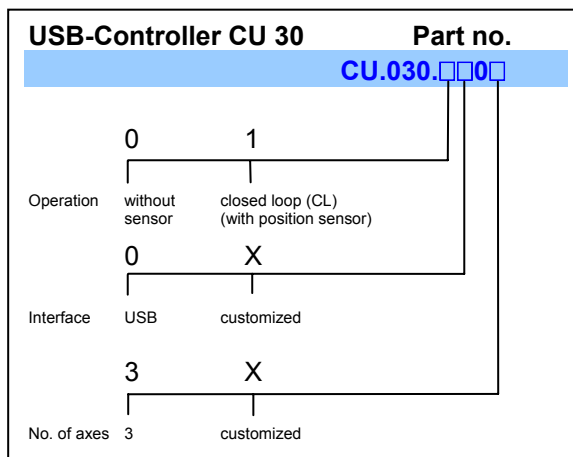 USB-Controller CU 30 Part no.
CU.030.□□0□
0 1
Operation without sensor closed loop (CL) (with position sensor)
0 X
Interface USB customized
3 X
No. of axes 3 customized